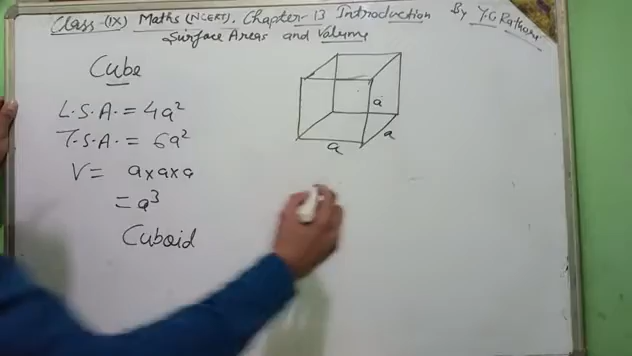 Class-(IX) Maths (NCERT). Chapter-13 Introduction By Y.G Rathore
Surface Areas and Volume
Cube
L.S.A. = 4a²
T.S.A. = 6a²
V = a×a×a
= a³
Cuboid
a
a
a